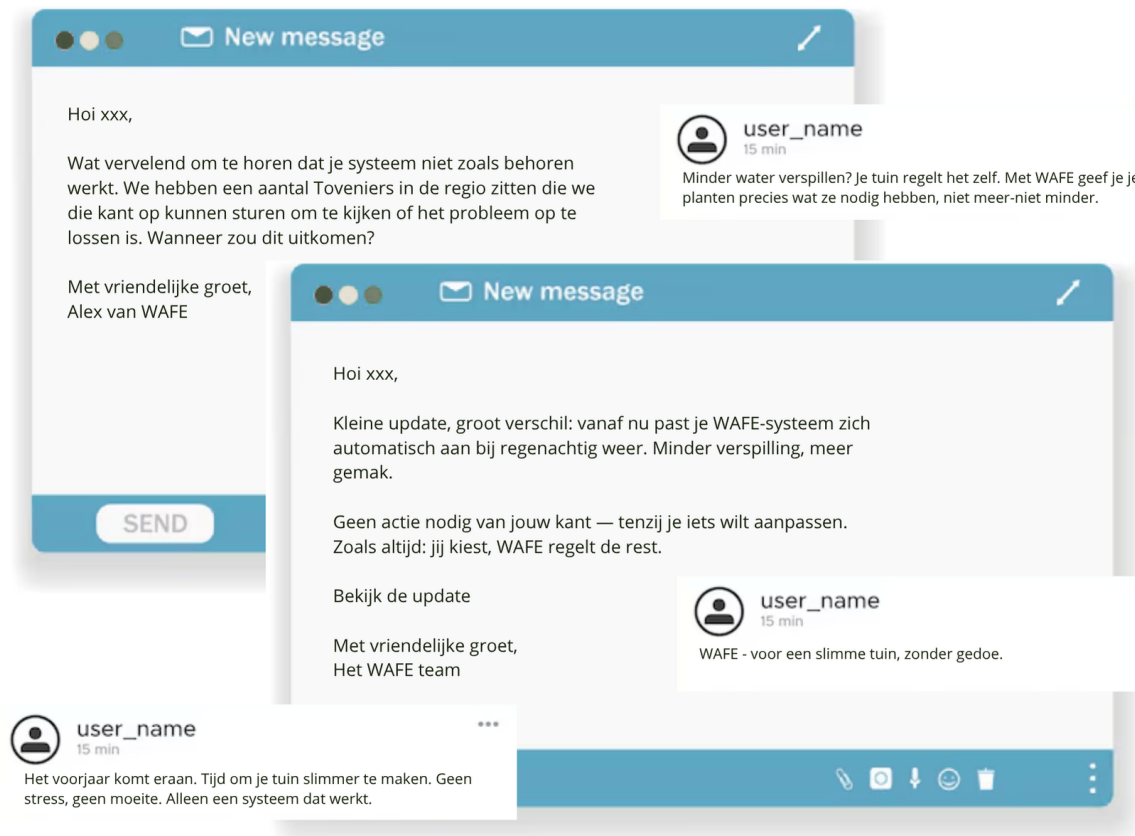 New message
Hoi xxx,
Wat vervelend om te horen dat je systeem niet zoals behoren
werkt. We hebben een aantal Toveniers in de regio zitten die we
die kant op kunnen sturen om te kijken of het probleem op te
lossen is. Wanneer zou dit uitkomen?
Met vriendelijke groet,
Alex van WAFE
SEND
user_name
15 min
Minder water verspillen? Je tuin regelt het zelf. Met WAFE geef je
planten precies wat ze nodig hebben, niet meer-niet minder.
New message
Hoi xxx,
Kleine update, groot verschil: vanaf nu past je WAFE-systeem zich
automatisch aan bij regenachtig weer. Minder verspilling, meer
gemak.
Geen actie nodig van jouw kant — tenzij je iets wilt aanpassen.
Zoals altijd: jij kiest, WAFE regelt de rest.
Bekijk de update
Met vriendelijke groet,
Het WAFE team
user_name
15 min
WAFE - voor een slimme tuin, zonder gedoe.
user_name
15 min
Het voorjaar komt eraan. Tijd om je tuin slimmer te maken. Geen
stress, geen moeite. Alleen een systeem dat werkt.